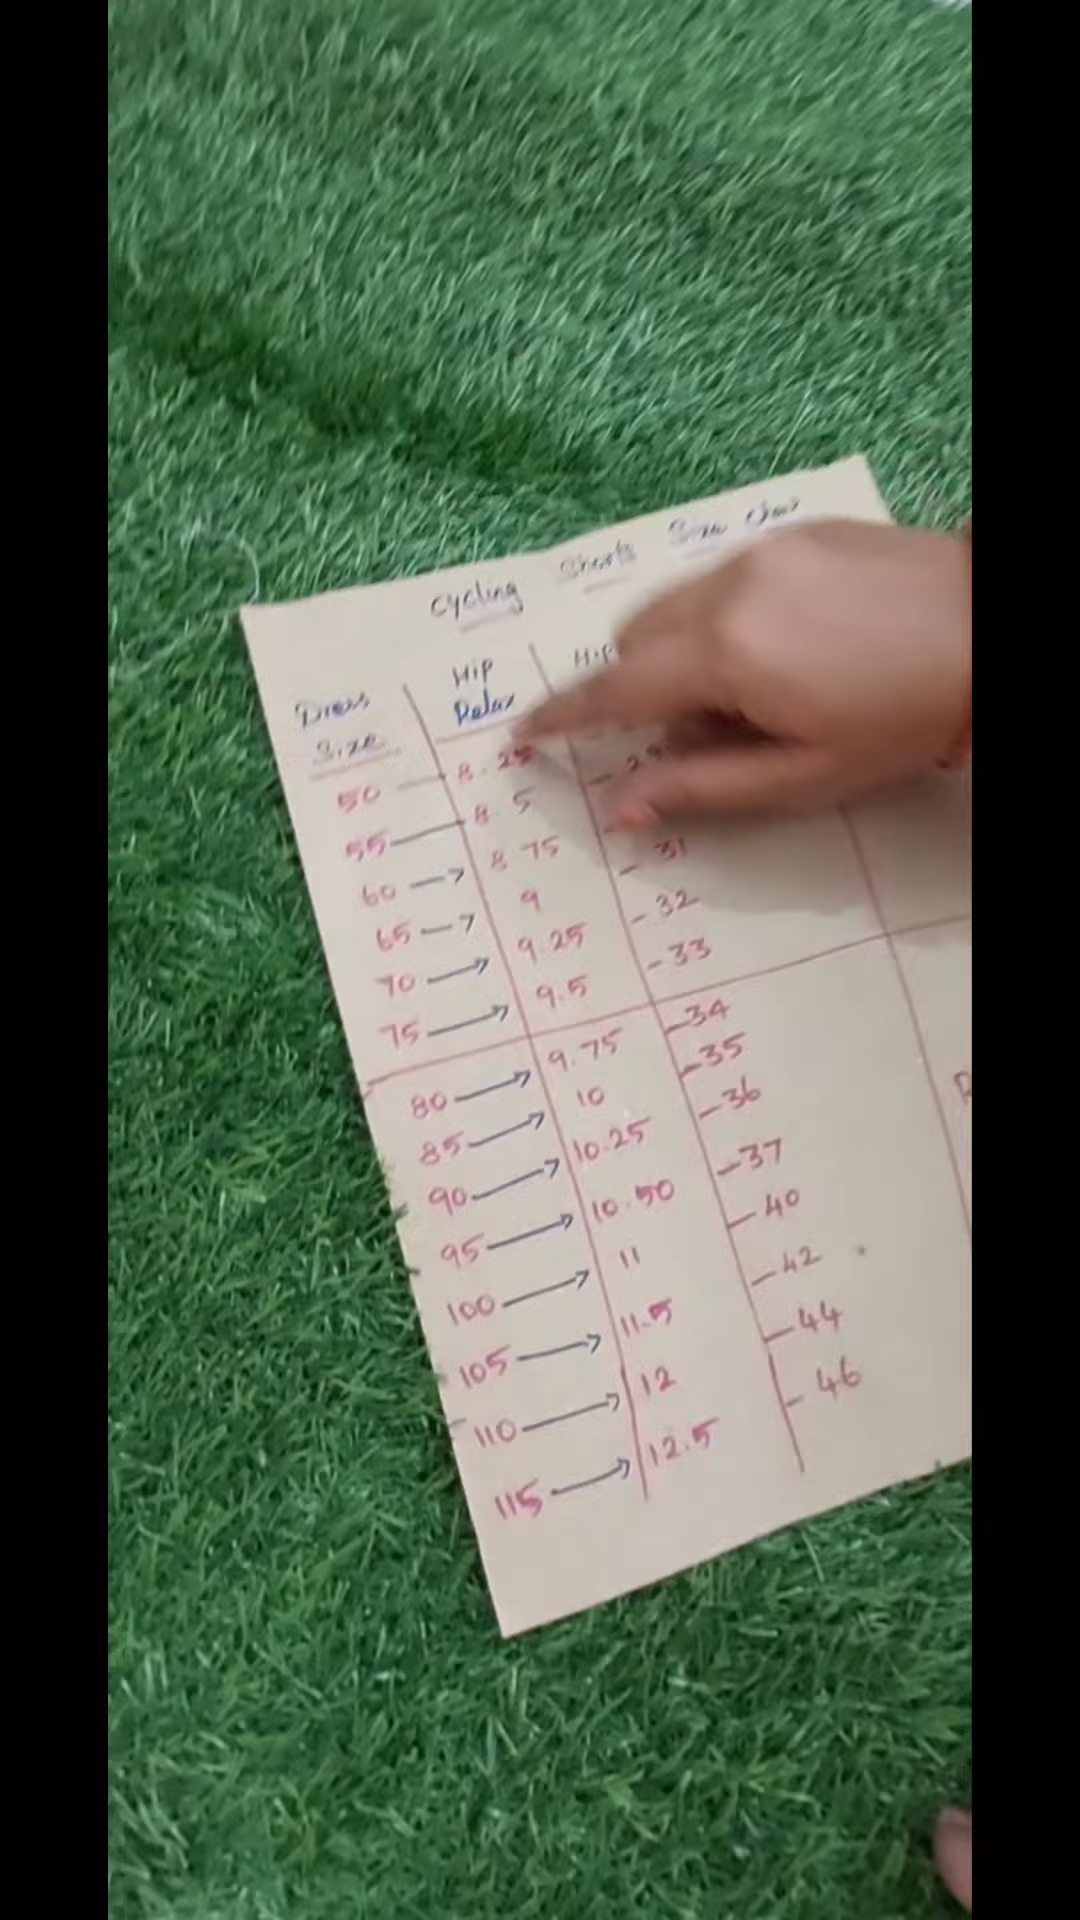 Cycling Shorts Size Chart
Hip Hip
Dress Relax
Size
50 — 8.25 - 29
55 — 8.5
60 → 8.75 - 31
65 → 9 - 32
70 → 9.25 - 33
75 → 9.5 - 34
80 → 9.75 - 35
85 → 10 - 36
90 → 10.25 - 37
95 → 10.50 - 40
100 → 11 - 42
105 → 11.5 - 44
110 → 12 - 46
115 → 12.5